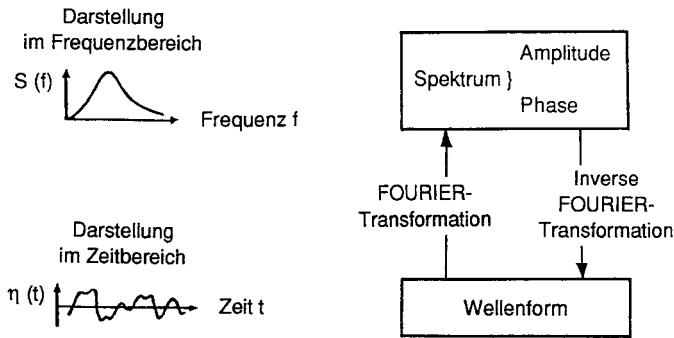 Darstellung
im Frequenzbereich
S (f)
Frequenz f
Amplitude
Spektrum }
Phase
FOURIER-
Transformation
Inverse
FOURIER-
Transformation
Darstellung
im Zeitbereich
η (t)
Zeit t
Wellenform